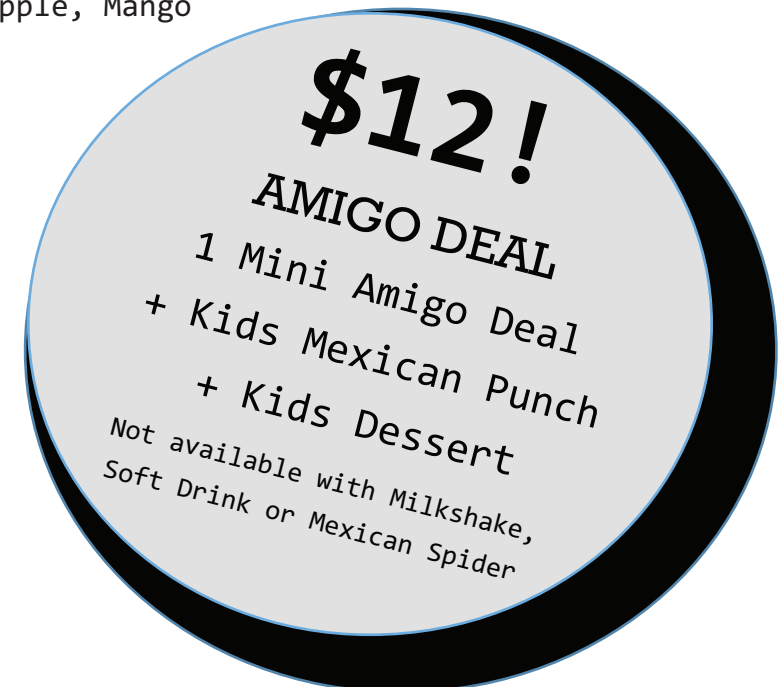 Mango
$12!
AMIGO DEAL
1 Mini Amigo Deal
+ Kids Mexican Punch
+ Kids Dessert
Not available with Milkshake,
Soft Drink or Mexican Spider